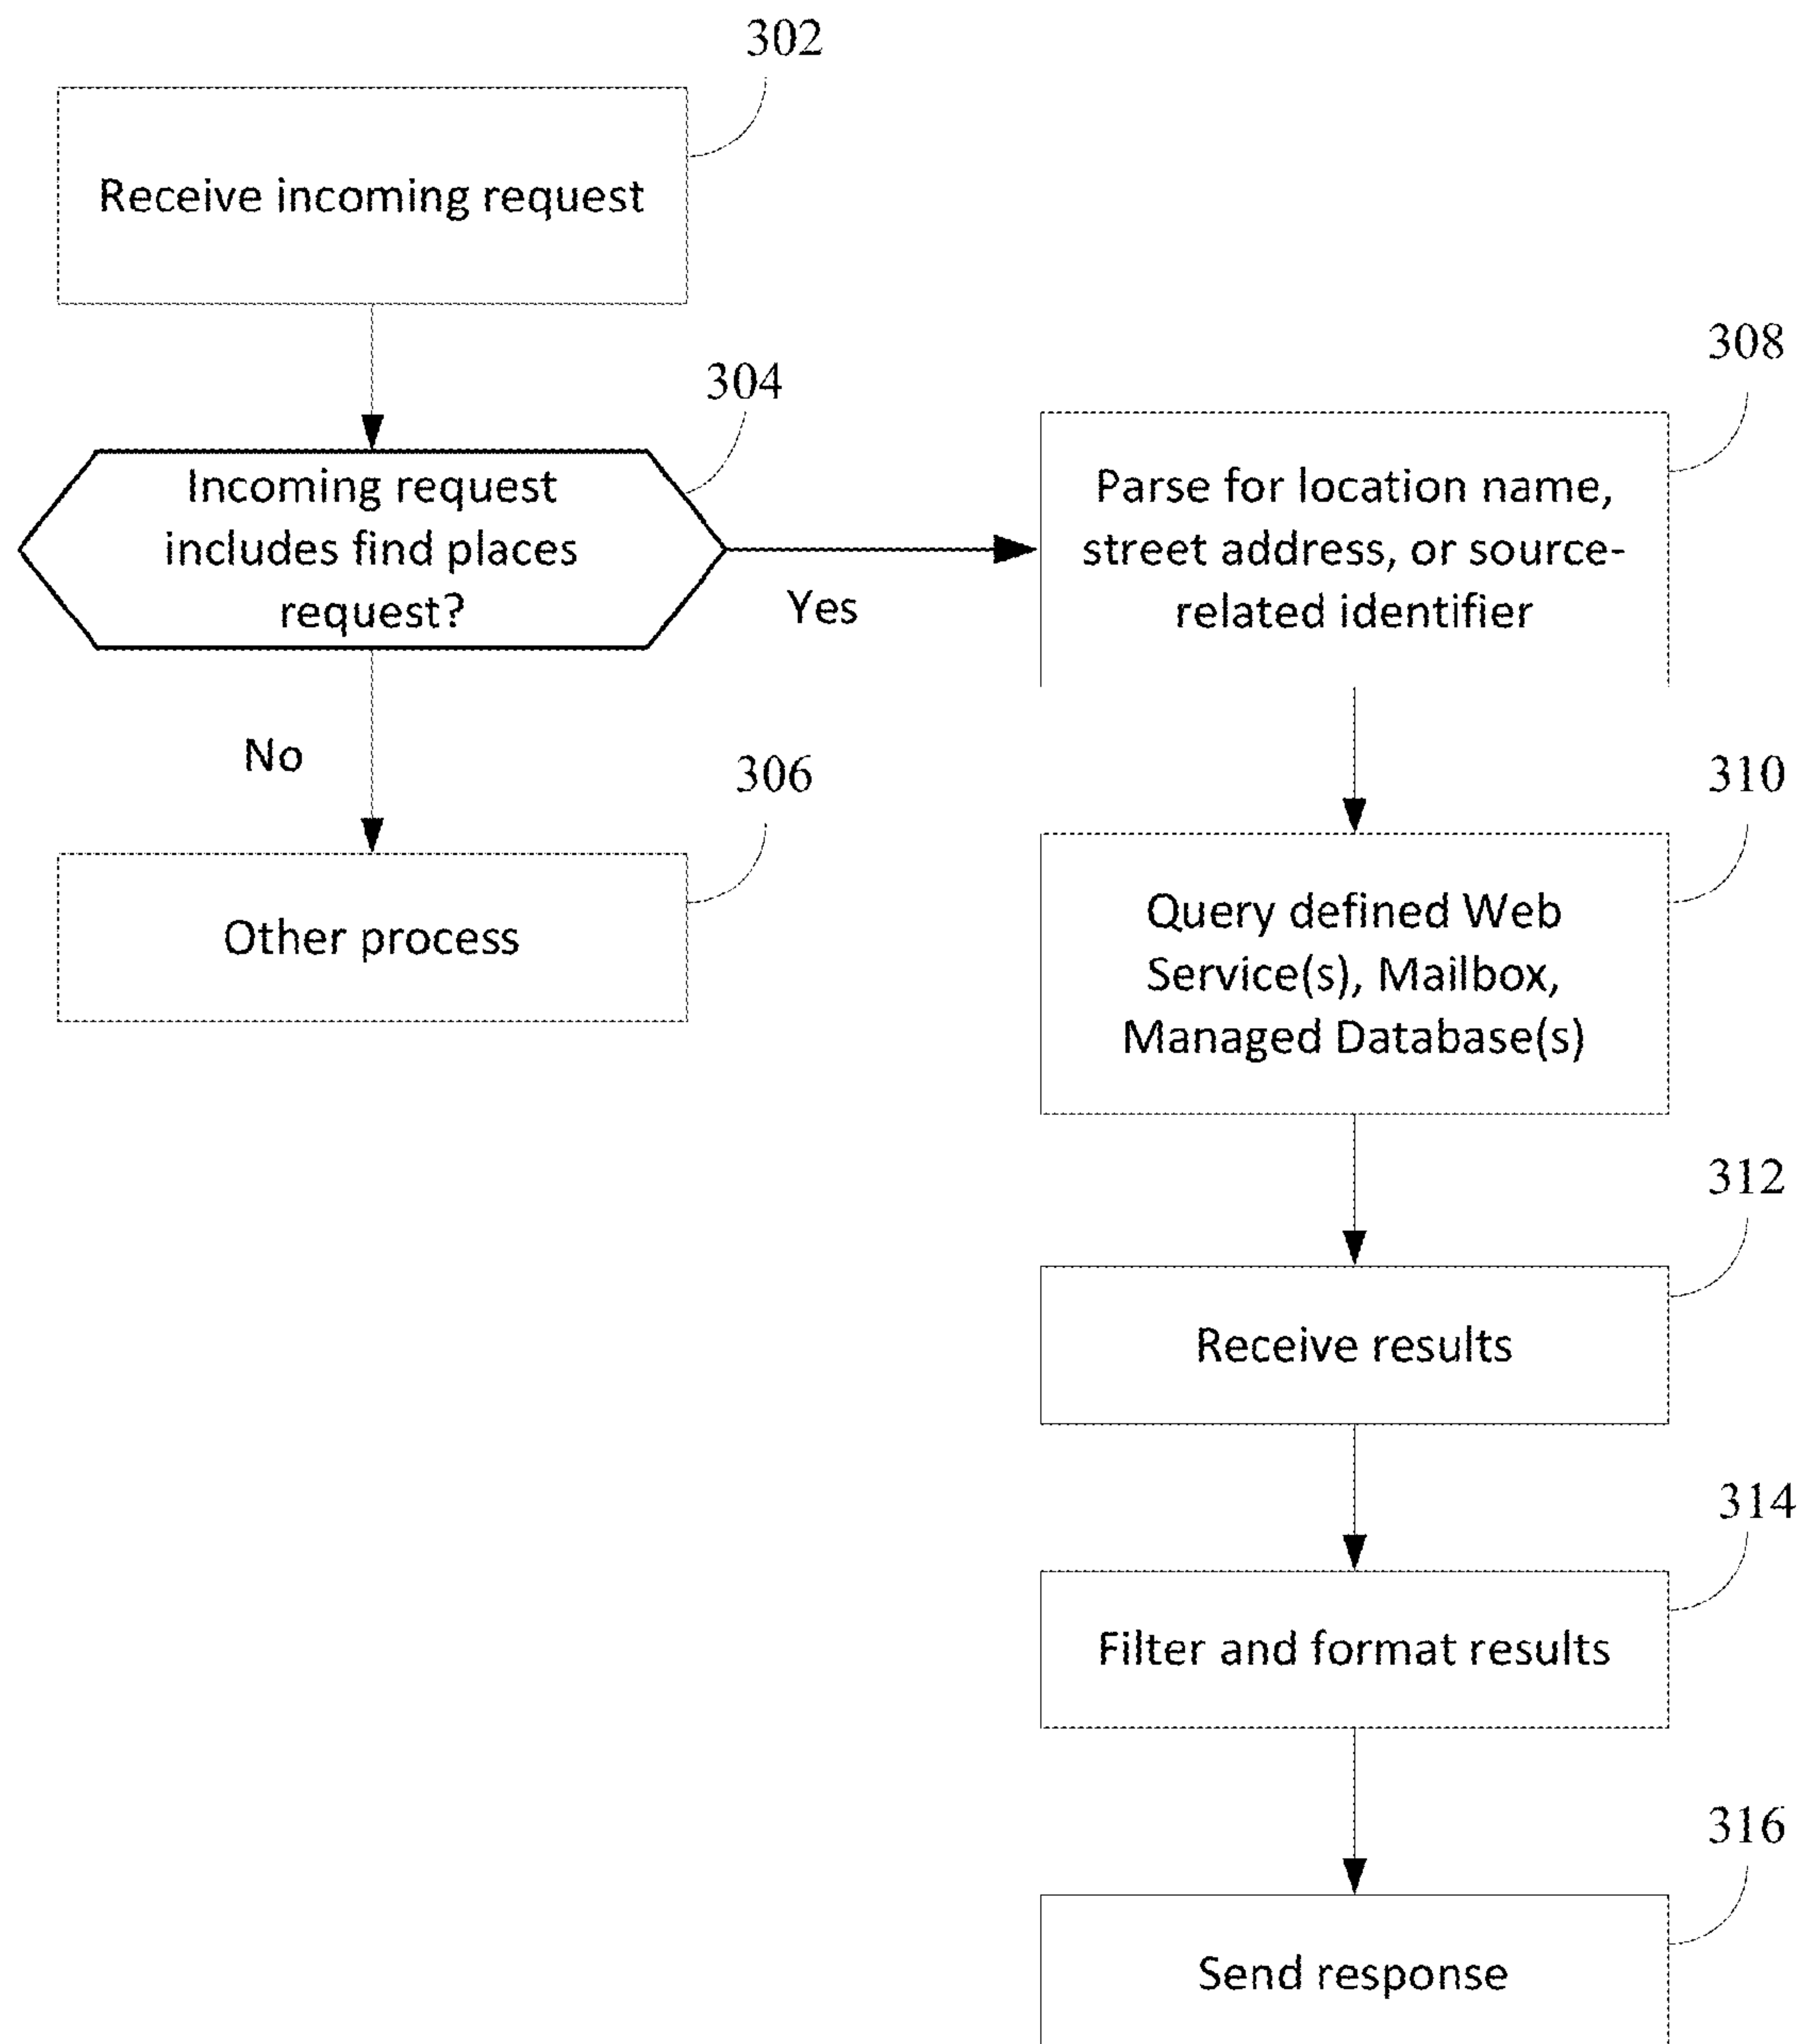 302
Receive incoming request
304
Incoming request
includes find places
request?
Yes
No
306
Other process
308
Parse for location name,
street address, or source-
related identifier
310
Query defined Web
Service(s), Mailbox,
Managed Database(s)
312
Receive results
314
Filter and format results
316
Send response